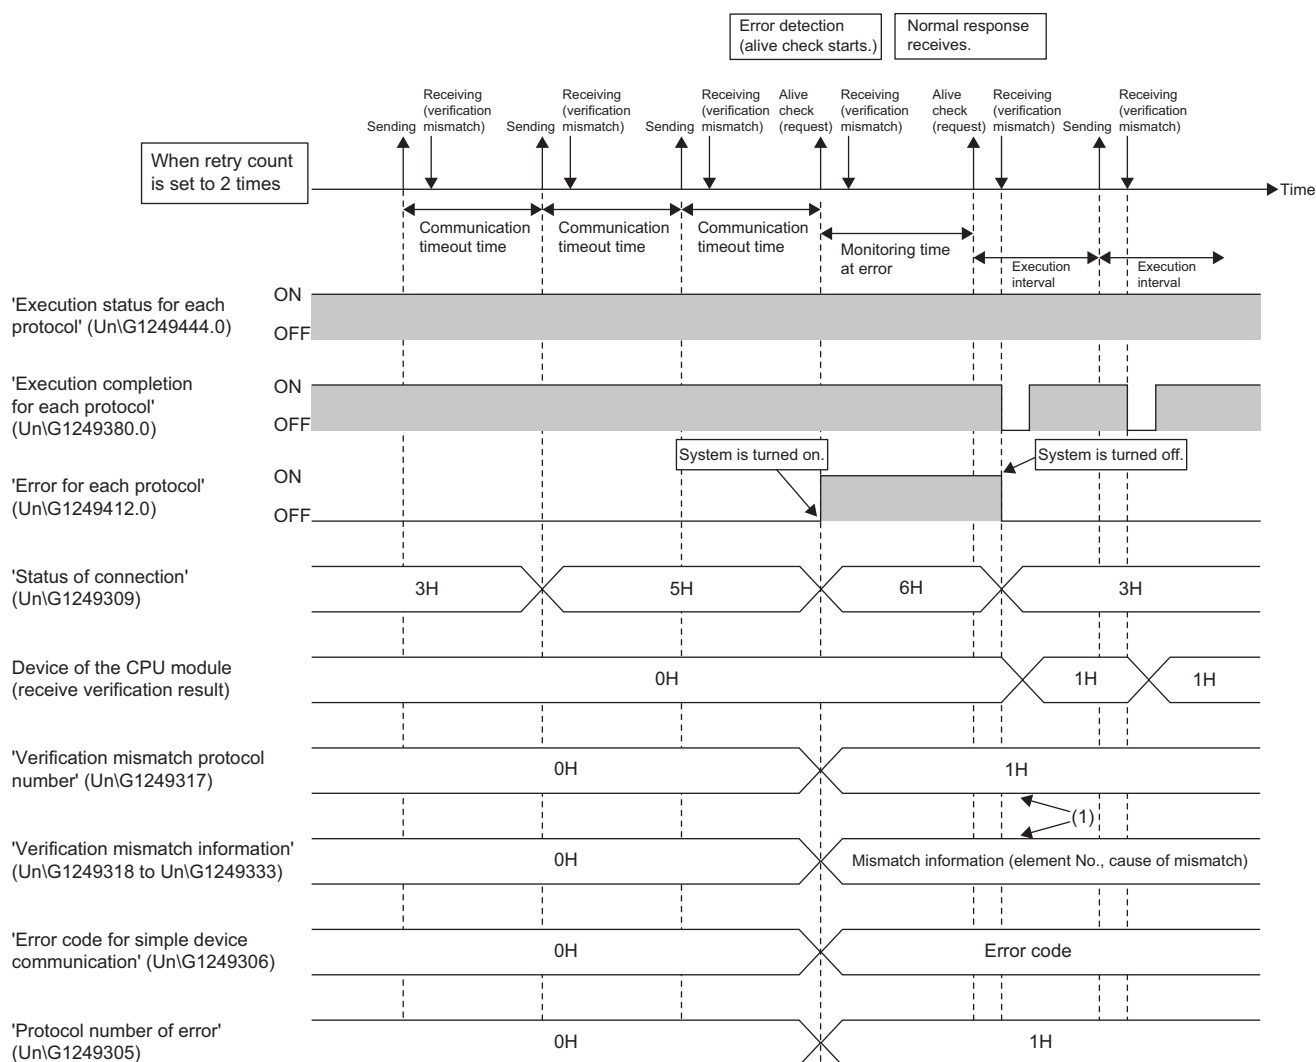 Error detection
(alive check starts.)
Normal response
receives.
Sending
Receiving
(verification
mismatch)
Sending
Receiving
(verification
mismatch)
Sending
Receiving
(verification
mismatch)
Alive
check
(request)
Receiving
(verification
mismatch)
Alive
check
(request)
Receiving
(verification
mismatch)
Sending
Receiving
(verification
mismatch)
When retry count
is set to 2 times
Time
Communication
timeout time
Communication
timeout time
Communication
timeout time
Monitoring time
at error
Execution
interval
Execution
interval
'Execution status for each
protocol' (Un\G1249444.0)
ON
OFF
'Execution completion
for each protocol'
(Un\G1249380.0)
ON
OFF
System is turned on.
System is turned off.
'Error for each protocol'
(Un\G1249412.0)
ON
OFF
'Status of connection'
(Un\G1249309)
3H
5H
6H
3H
Device of the CPU module
(receive verification result)
0H
1H
1H
'Verification mismatch protocol
number' (Un\G1249317)
0H
1H
(1)
'Verification mismatch information'
(Un\G1249318 to Un\G1249333)
0H
Mismatch information (element No., cause of mismatch)
'Error code for simple device
communication' (Un\G1249306)
0H
Error code
'Protocol number of error'
(Un\G1249305)
0H
1H